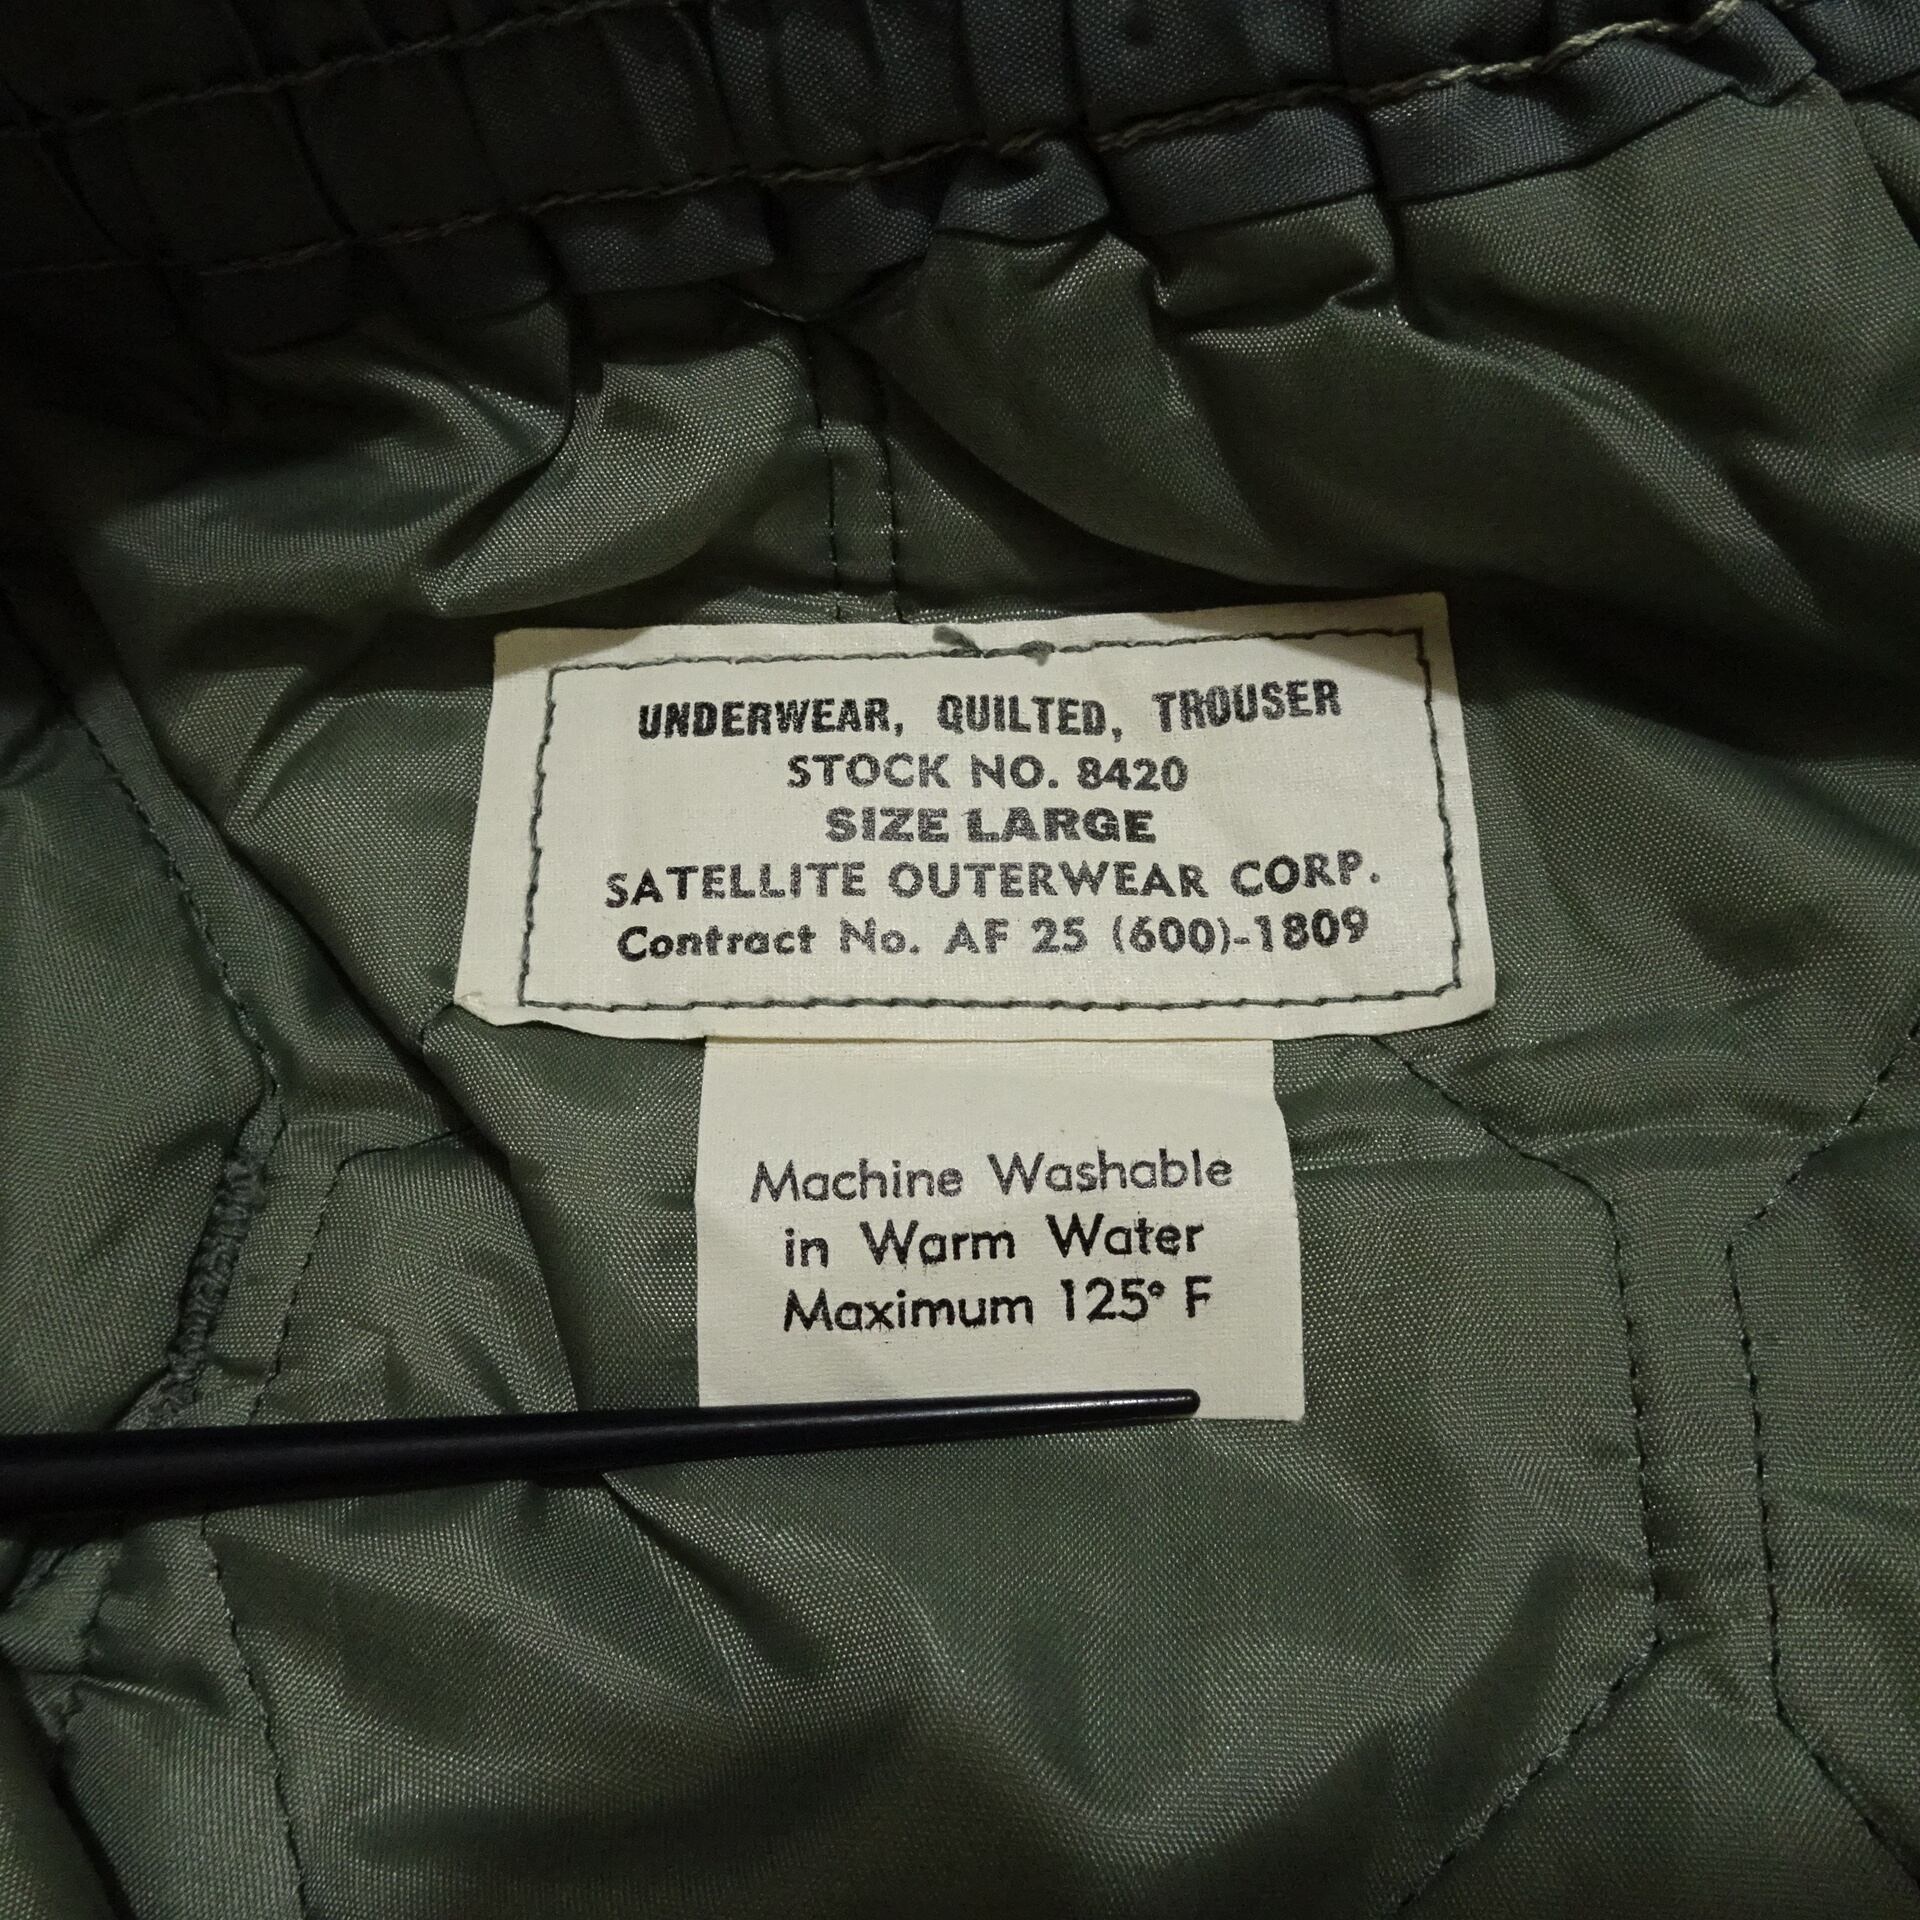 UNDERWEAR, QUILTED, TROUSER
STOCK NO. 8420
SIZE LARGE
SATELLITE OUTERWEAR CORP.
Contract No. AF 25 (600)-1809
Machine Washable
in Warm Water
Maximum 125° F